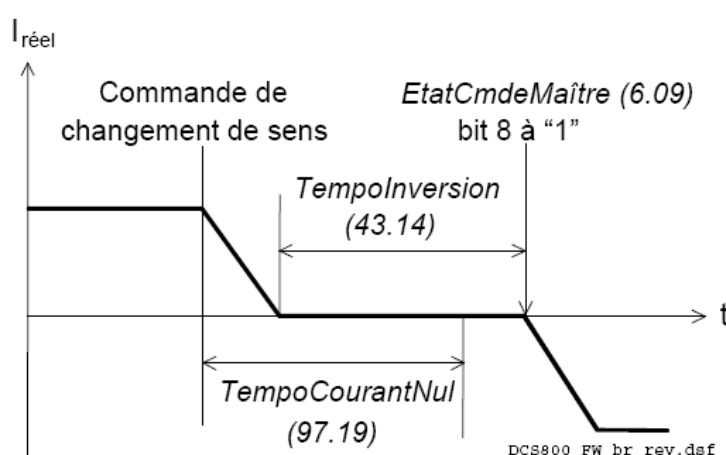 Iréel
Commande de
changement de sens
EtatCmdeMaître (6.09)
bit 8 à “1”
TempoInversion
(43.14)
t
TempoCourantNul
(97.19)
DCS800 FW br rev.dsf